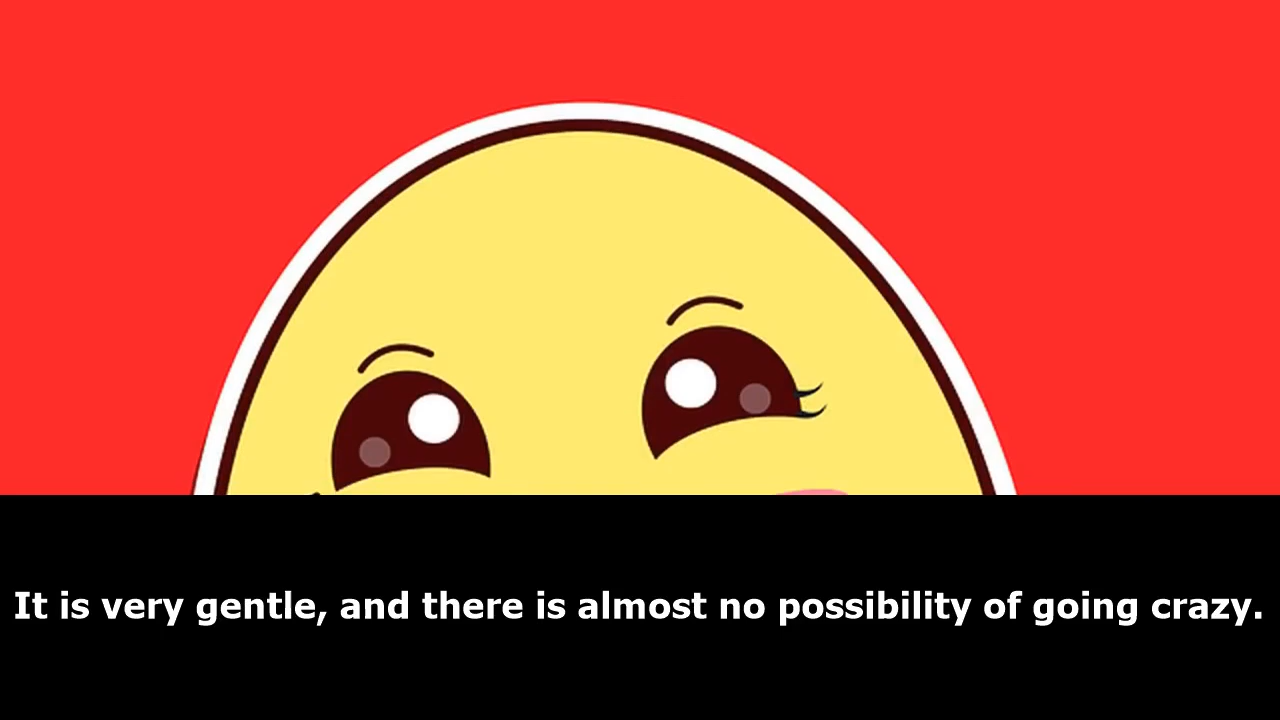 It is very gentle, and there is almost no possibility of going crazy.